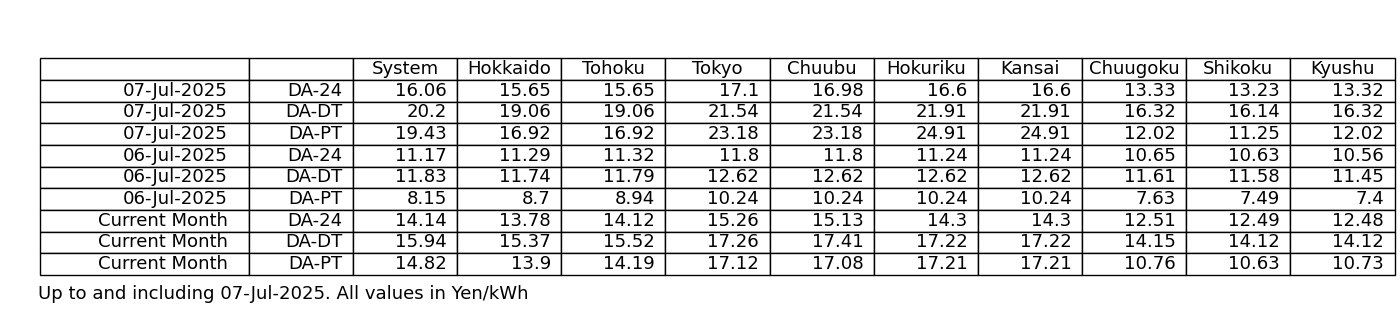 System Hokkaido Tohoku Tokyo Chuubu Hokuriku Kansai Chuugoku Shikoku Kyushu
07-Jul-2025 DA-24 16.06 15.65 15.65 17.1 16.98 16.6 16.6 13.33 13.23 13.32
07-Jul-2025 DA-DT 20.2 19.06 19.06 21.54 21.54 21.91 21.91 16.32 16.14 16.32
07-Jul-2025 DA-PT 19.43 16.92 16.92 23.18 23.18 24.91 24.91 12.02 11.25 12.02
06-Jul-2025 DA-24 11.17 11.29 11.32 11.8 11.8 11.24 11.24 10.65 10.63 10.56
06-Jul-2025 DA-DT 11.83 11.74 11.79 12.62 12.62 12.62 12.62 11.61 11.58 11.45
06-Jul-2025 DA-PT 8.15 8.7 8.94 10.24 10.24 10.24 10.24 7.63 7.49 7.4
Current Month DA-24 14.14 13.78 14.12 15.26 15.13 14.3 14.3 12.51 12.49 12.48
Current Month DA-DT 15.94 15.37 15.52 17.26 17.41 17.22 17.22 14.15 14.12 14.12
Current Month DA-PT 14.82 13.9 14.19 17.12 17.08 17.21 17.21 10.76 10.63 10.73
Up to and including 07-Jul-2025. All values in Yen/kWh